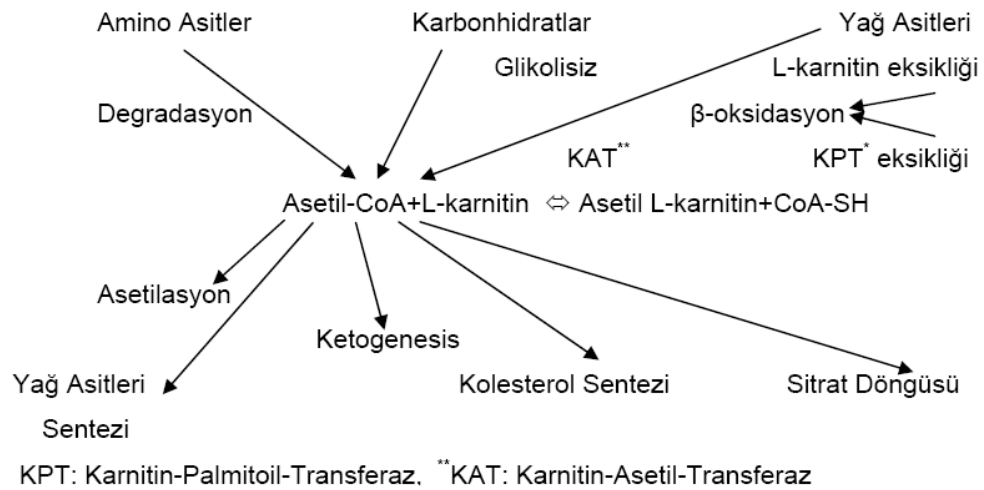 Amino Asitler Karbonhidratlar Yağ Asitleri
Glikolisiz L-karnitin eksikliği
Degradasyon β-oksidasyon
KAT** KPT* eksikliği
Asetil-CoA+L-karnitin ⇔ Asetil L-karnitin+CoA-SH
Asetilasyon
Ketogenesis
Yağ Asitleri Kolesterol Sentezi Sitrat Döngüsü
Sentezi
KPT: Karnitin-Palmitoil-Transferaz, **KAT: Karnitin-Asetil-Transferaz